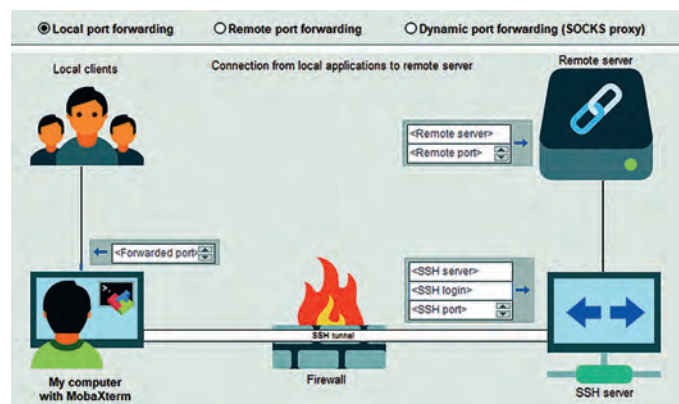 Local port forwarding
Remote port forwarding
Dynamic port forwarding (SOCKS proxy)
Local clients
Connection from local applications to remote server
Remote server
<Remote server>
<Remote port>
<Forwarded port>
<SSH server>
<SSH login>
<SSH port>
SSH tunnel
My computer
with MobaXterm
Firewall
SSH server